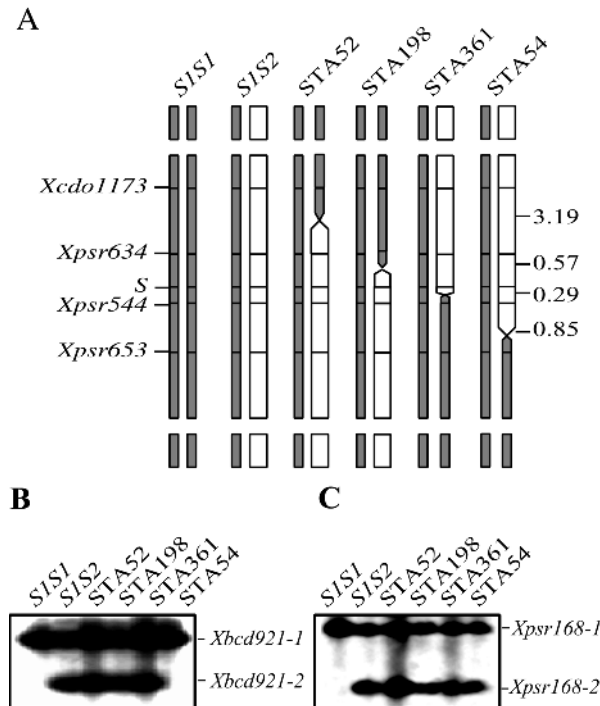 A
S1S1 S1S2 STA52 STA198 STA361 STA54
Xcdo1173
3.19
Xpsr634
0.57
S
0.29
Xpsr544
0.85
Xpsr653
B
S1S1 S1S2 STA52 STA198 STA361 STA54
Xbcd921-1
Xbcd921-2
C
S1S1 S1S2 STA52 STA198 STA361 STA54
Xpsr168-1
Xpsr168-2